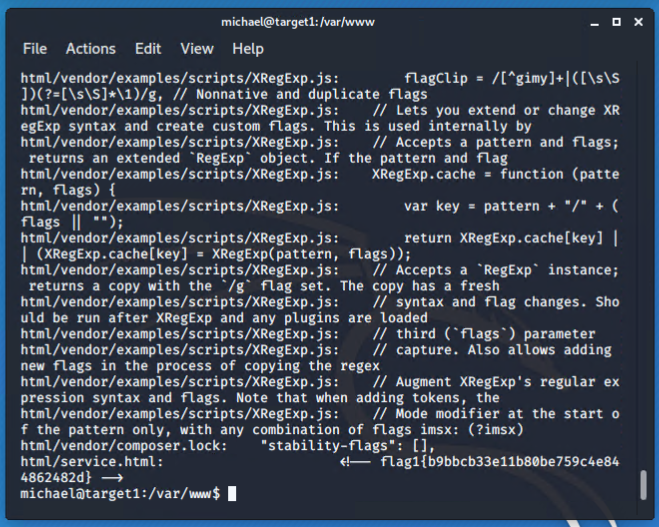 michael@target1:/var/www
File Actions Edit View Help
html/vendor/examples/scripts/XRegExp.js:        flagClip = /[^gimy]+|([\s\S
])(?=[\s\S]*\1)/g, // Nonnative and duplicate flags
html/vendor/examples/scripts/XRegExp.js:    // Lets you extend or change XR
egExp syntax and create custom flags. This is used internally by
html/vendor/examples/scripts/XRegExp.js:    // Accepts a pattern and flags;
 returns an extended `RegExp` object. If the pattern and flag
html/vendor/examples/scripts/XRegExp.js:    XRegExp.cache = function (patte
rn, flags) {
html/vendor/examples/scripts/XRegExp.js:        var key = pattern + "/" + (
flags || "");
html/vendor/examples/scripts/XRegExp.js:        return XRegExp.cache[key] |
| (XRegExp.cache[key] = XRegExp(pattern, flags));
html/vendor/examples/scripts/XRegExp.js:    // Accepts a `RegExp` instance;
 returns a copy with the `/g` flag set. The copy has a fresh
html/vendor/examples/scripts/XRegExp.js:    // syntax and flag changes. Sho
uld be run after XRegExp and any plugins are loaded
html/vendor/examples/scripts/XRegExp.js:    // third (`flags`) parameter
html/vendor/examples/scripts/XRegExp.js:    // capture. Also allows adding
new flags in the process of copying the regex
html/vendor/examples/scripts/XRegExp.js:    // Augment XRegExp's regular ex
pression syntax and flags. Note that when adding tokens, the
html/vendor/examples/scripts/XRegExp.js:    // Mode modifier at the start o
f the pattern only, with any combination of flags imsx: (?imsx)
html/vendor/composer.lock:    "stability-flags": [],
html/service.html:                      <!-- flag1{b9bbcb33e11b80be759c4e84
4862482d} -->
michael@target1:/var/www$